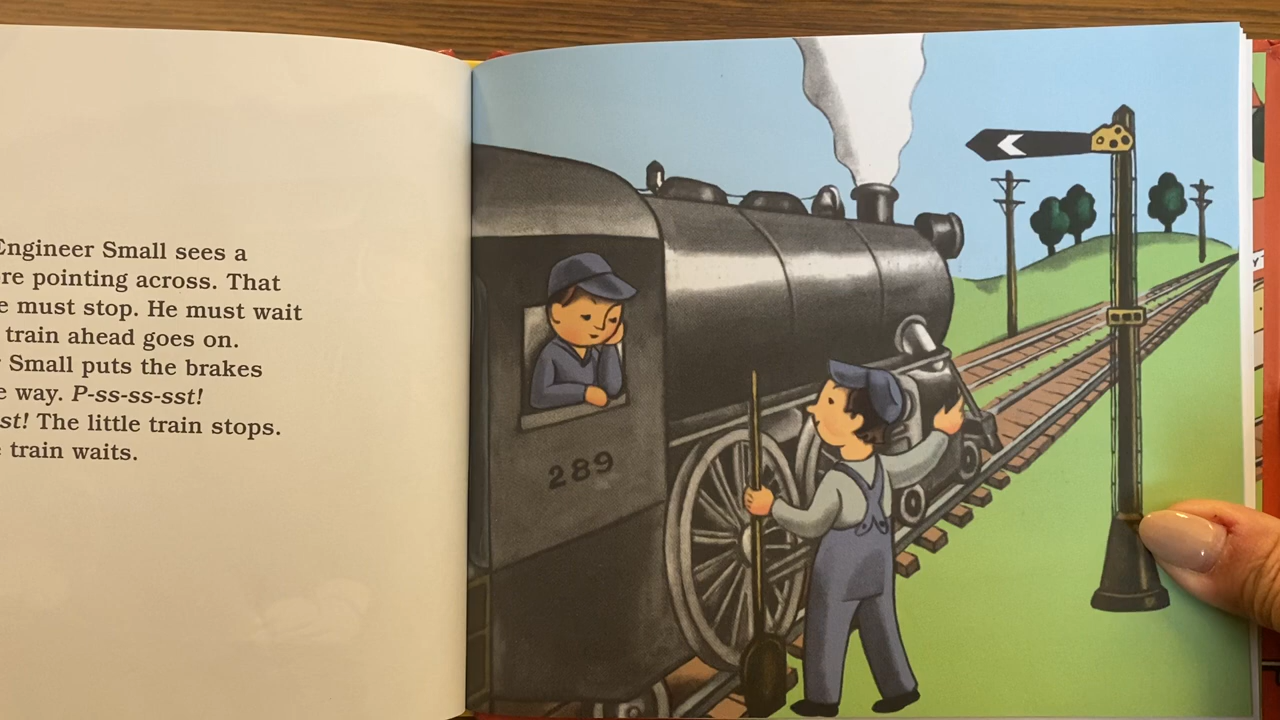 Engineer Small sees a
re pointing across. That
e must stop. He must wait
train ahead goes on.
Small puts the brakes
e way. P-ss-ss-sst!
st! The little train stops.
train waits.
289